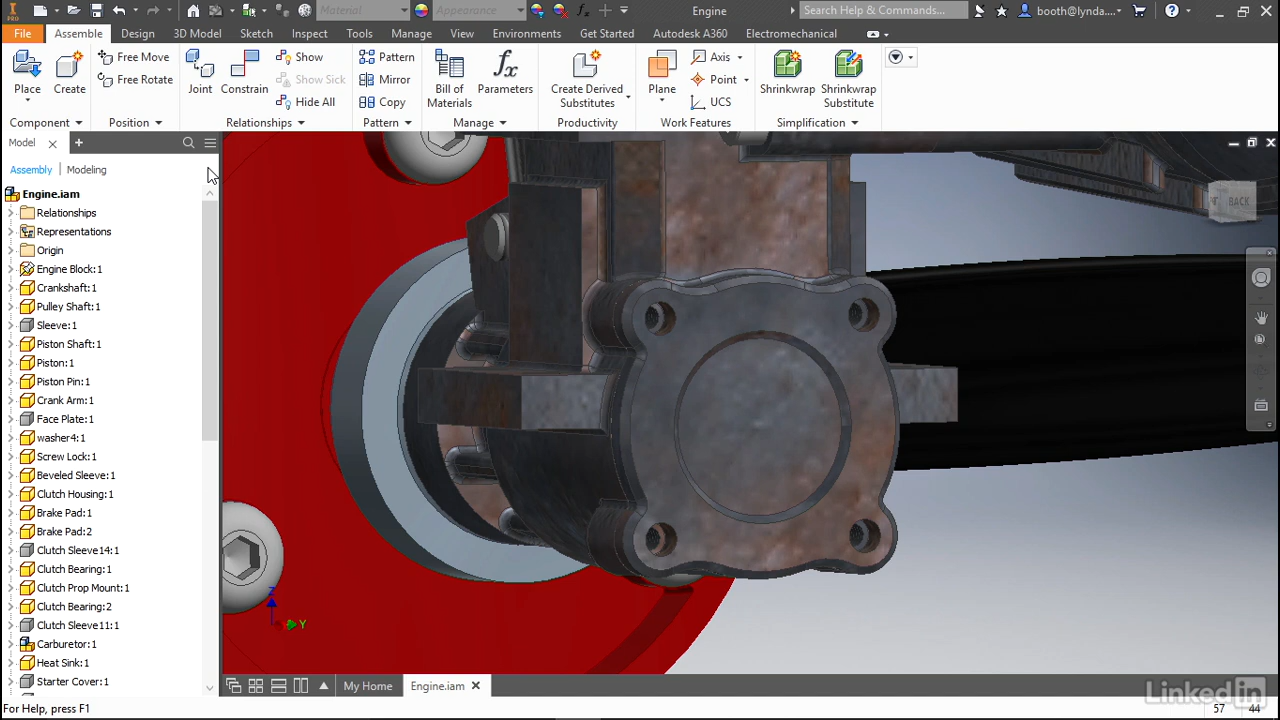 PRO
Material
Appearance
Engine
Search Help & Commands...
booth@lynda....
File
Assemble
Design
3D Model
Sketch
Inspect
Tools
Manage
View
Environments
Get Started
Autodesk A360
Electromechanical
Place
Create
Free Move
Free Rotate
Joint
Constrain
Show
Show Sick
Hide All
Pattern
Mirror
Copy
Bill of
Materials
fx
Parameters
Create Derived
Substitutes
Plane
Axis
Point
UCS
Shrinkwrap
Shrinkwrap
Substitute
Component
Position
Relationships
Pattern
Manage
Productivity
Work Features
Simplification
Model
Assembly
Modeling
Engine.iam
Relationships
Representations
Origin
Engine Block:1
Crankshaft:1
Pulley Shaft:1
Sleeve:1
Piston Shaft:1
Piston:1
Piston Pin:1
Crank Arm:1
Face Plate:1
washer4:1
Screw Lock:1
Beveled Sleeve:1
Clutch Housing:1
Brake Pad:1
Brake Pad:2
Clutch Sleeve14:1
Clutch Bearing:1
Clutch Prop Mount:1
Clutch Bearing:2
Clutch Sleeve11:1
Carburetor:1
Heat Sink:1
Starter Cover:1
BACK
Z
Y
My Home
Engine.iam
LinkedIn
For Help, press F1
57
44